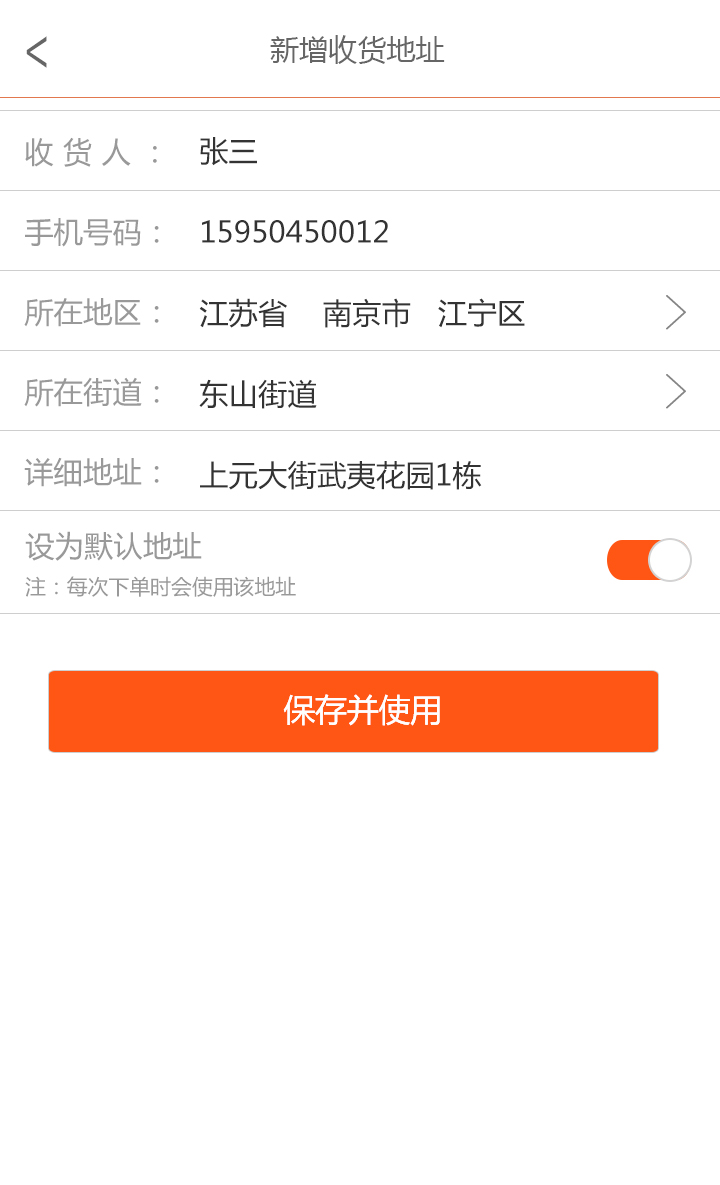 新增收货地址
收 货 人 ： 张三
手机号码： 15950450012
所在地区： 江苏省 南京市 江宁区
所在街道： 东山街道
详细地址： 上元大街武夷花园1栋
设为默认地址
注：每次下单时会使用该地址
保存并使用